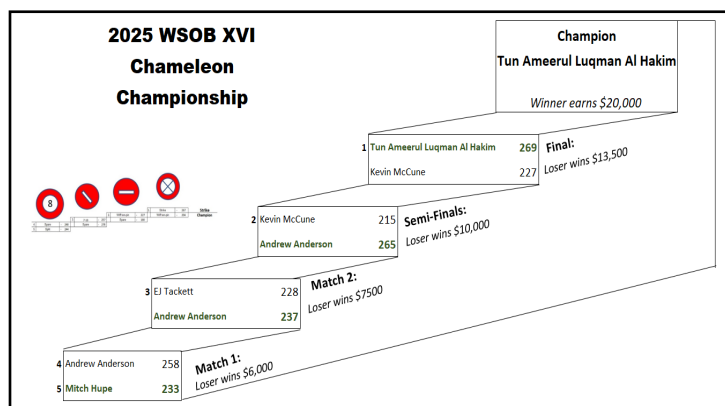 2025 WSOB XVI
Chameleon
Championship
Champion
Tun Ameerul Luqman Al Hakim
Winner earns $20,000
1 Tun Ameerul Luqman Al Hakim 269
Kevin McCune 227
Final:
Loser wins $13,500
2 Kevin McCune 215
Andrew Anderson 265
Semi-Finals:
Loser wins $10,000
3 EJ Tackett 228
Andrew Anderson 237
Match 2:
Loser wins $7500
4 Andrew Anderson 258
5 Mitch Hupe 233
Match 1:
Loser wins $6,000
8